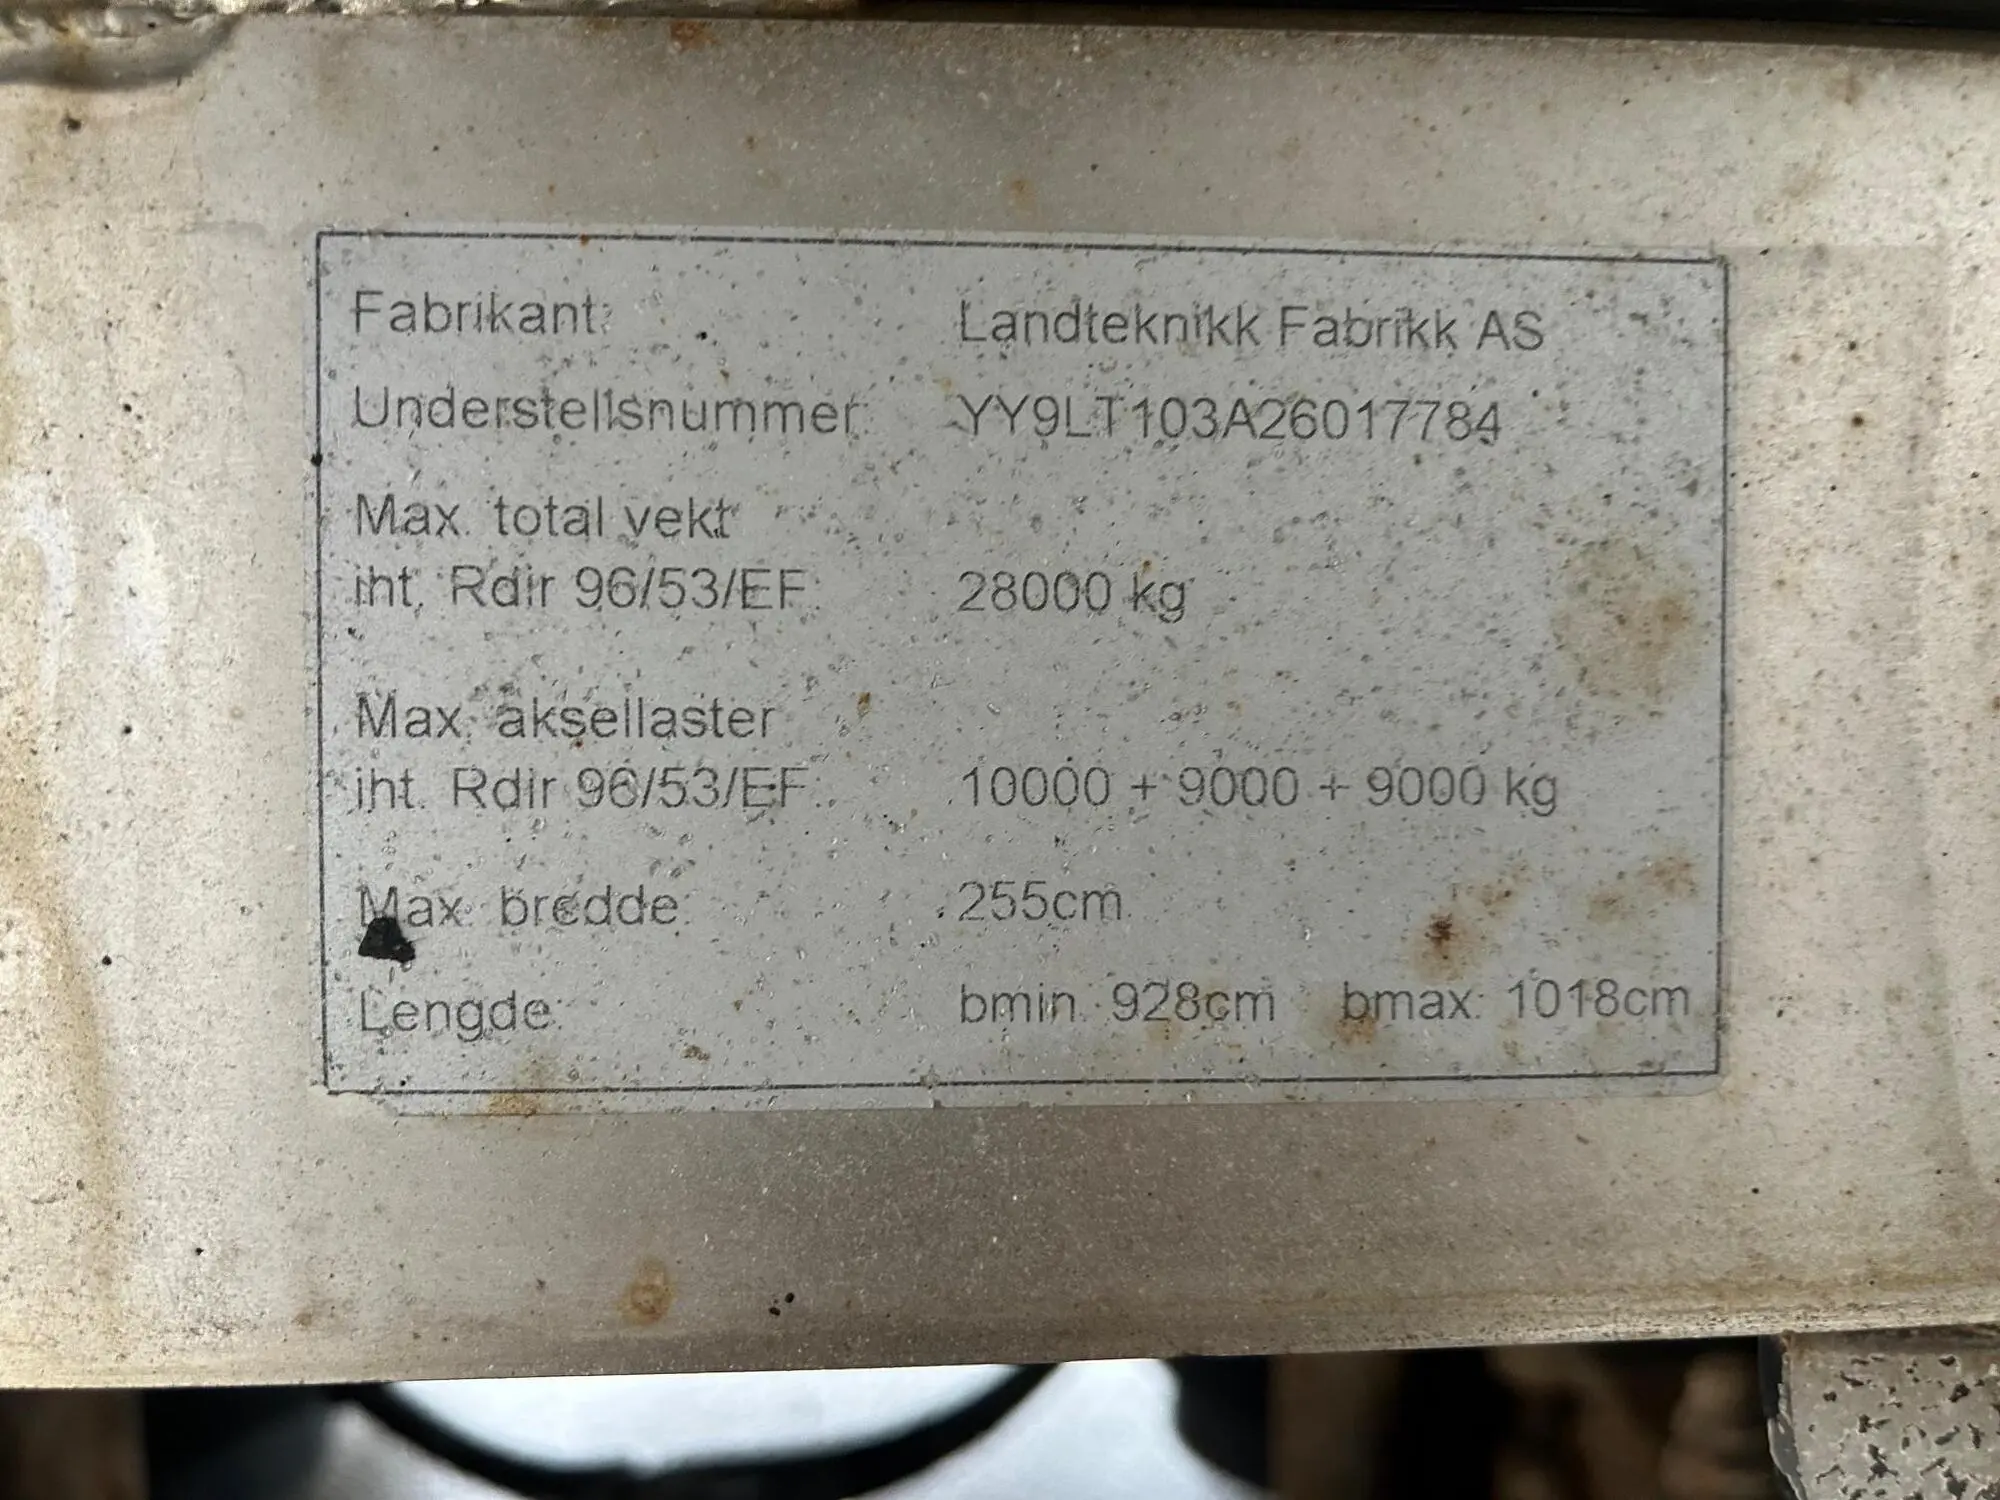 Fabrikant: Landteknikk Fabrikk AS
Understellsnummer: YY9LT103A26017784
Max. total vekt
iht. Rdir 96/53/EF: 28000 kg
Max. aksellaster
iht. Rdir 96/53/EF: 10000 + 9000 + 9000 kg
Max. bredde: 255cm
Lengde: bmin: 928cm bmax: 1018cm